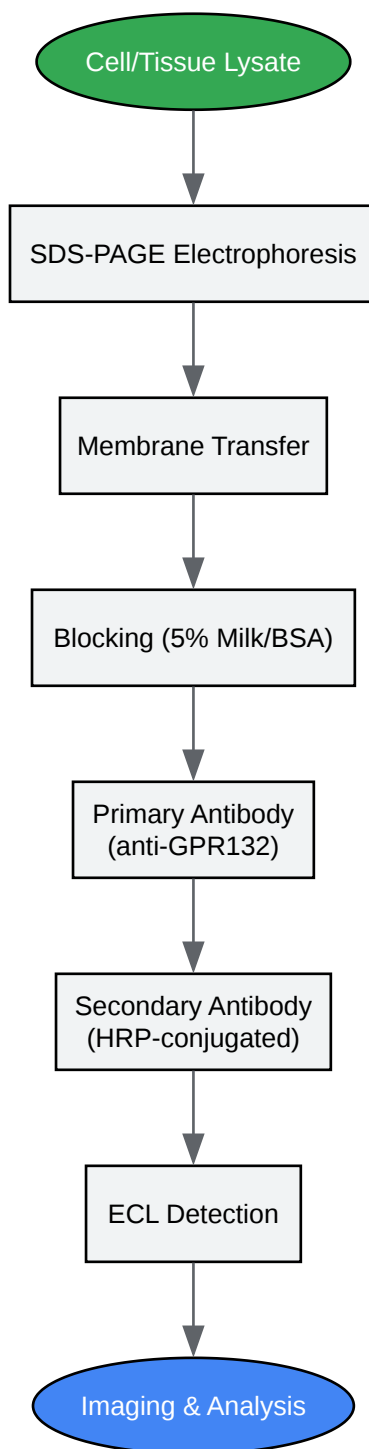 Cell/Tissue Lysate
SDS-PAGE Electrophoresis
Membrane Transfer
Blocking (5% Milk/BSA)
Primary Antibody
(anti-GPR132)
Secondary Antibody
(HRP-conjugated)
ECL Detection
Imaging & Analysis